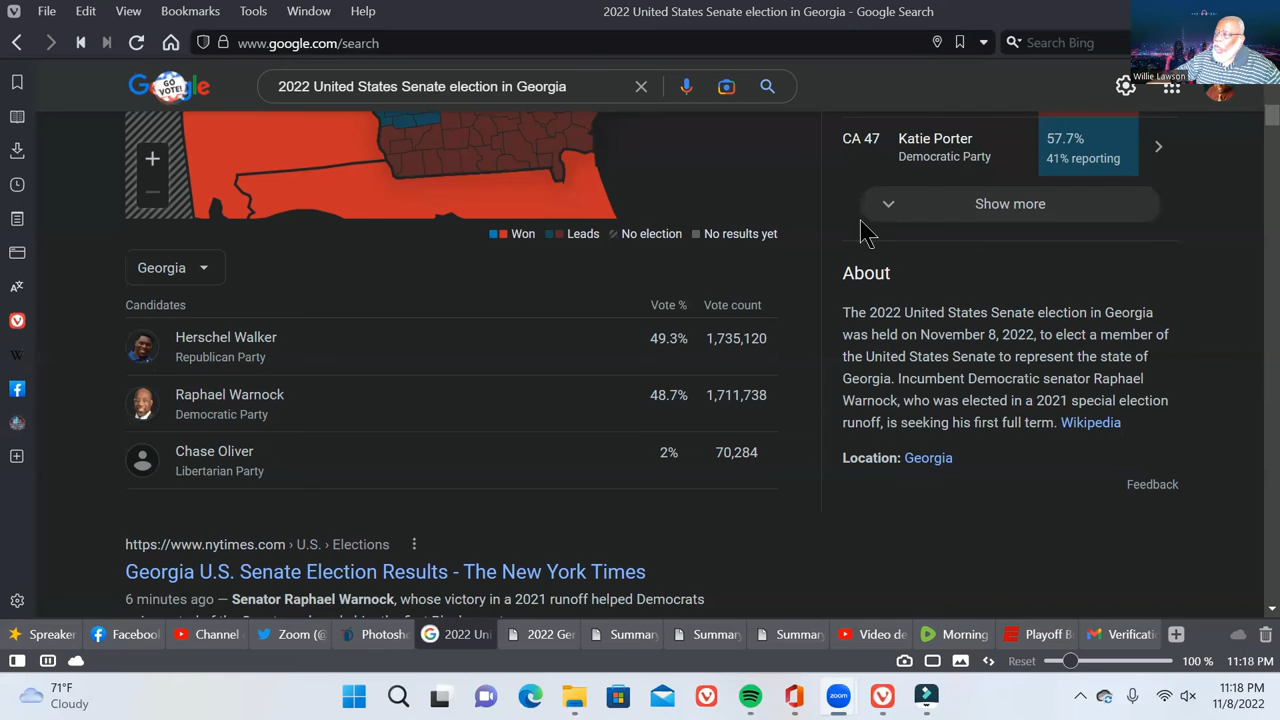 File Edit View Bookmarks Tools Window Help
2022 United States Senate election in Georgia - Google Search
www.google.com/search
Search Bing
Willie Lawson
Google
GO VOTE!
2022 United States Senate election in Georgia
CA 47 Katie Porter 57.7%
Democratic Party 41% reporting
Show more
Won Leads No election No results yet
Georgia
Candidates Vote % Vote count
Herschel Walker 49.3% 1,735,120
Republican Party
Raphael Warnock 48.7% 1,711,738
Democratic Party
Chase Oliver 2% 70,284
Libertarian Party
About
The 2022 United States Senate election in Georgia
was held on November 8, 2022, to elect a member of
the United States Senate to represent the state of
Georgia. Incumbent Democratic senator Raphael
Warnock, who was elected in a 2021 special election
runoff, is seeking his first full term. Wikipedia
Location: Georgia
Feedback
https://www.nytimes.com › U.S. › Elections
Georgia U.S. Senate Election Results - The New York Times
6 minutes ago — Senator Raphael Warnock, whose victory in a 2021 runoff helped Democrats
Spreaker Facebool Channel Zoom (@ Photosh 2022 Uni 2022 Ger Summary Summary Summary Video de Morning Playoff B Verificati
Reset 100 % 11:18 PM
71°F
Cloudy
11:18 PM
11/8/2022